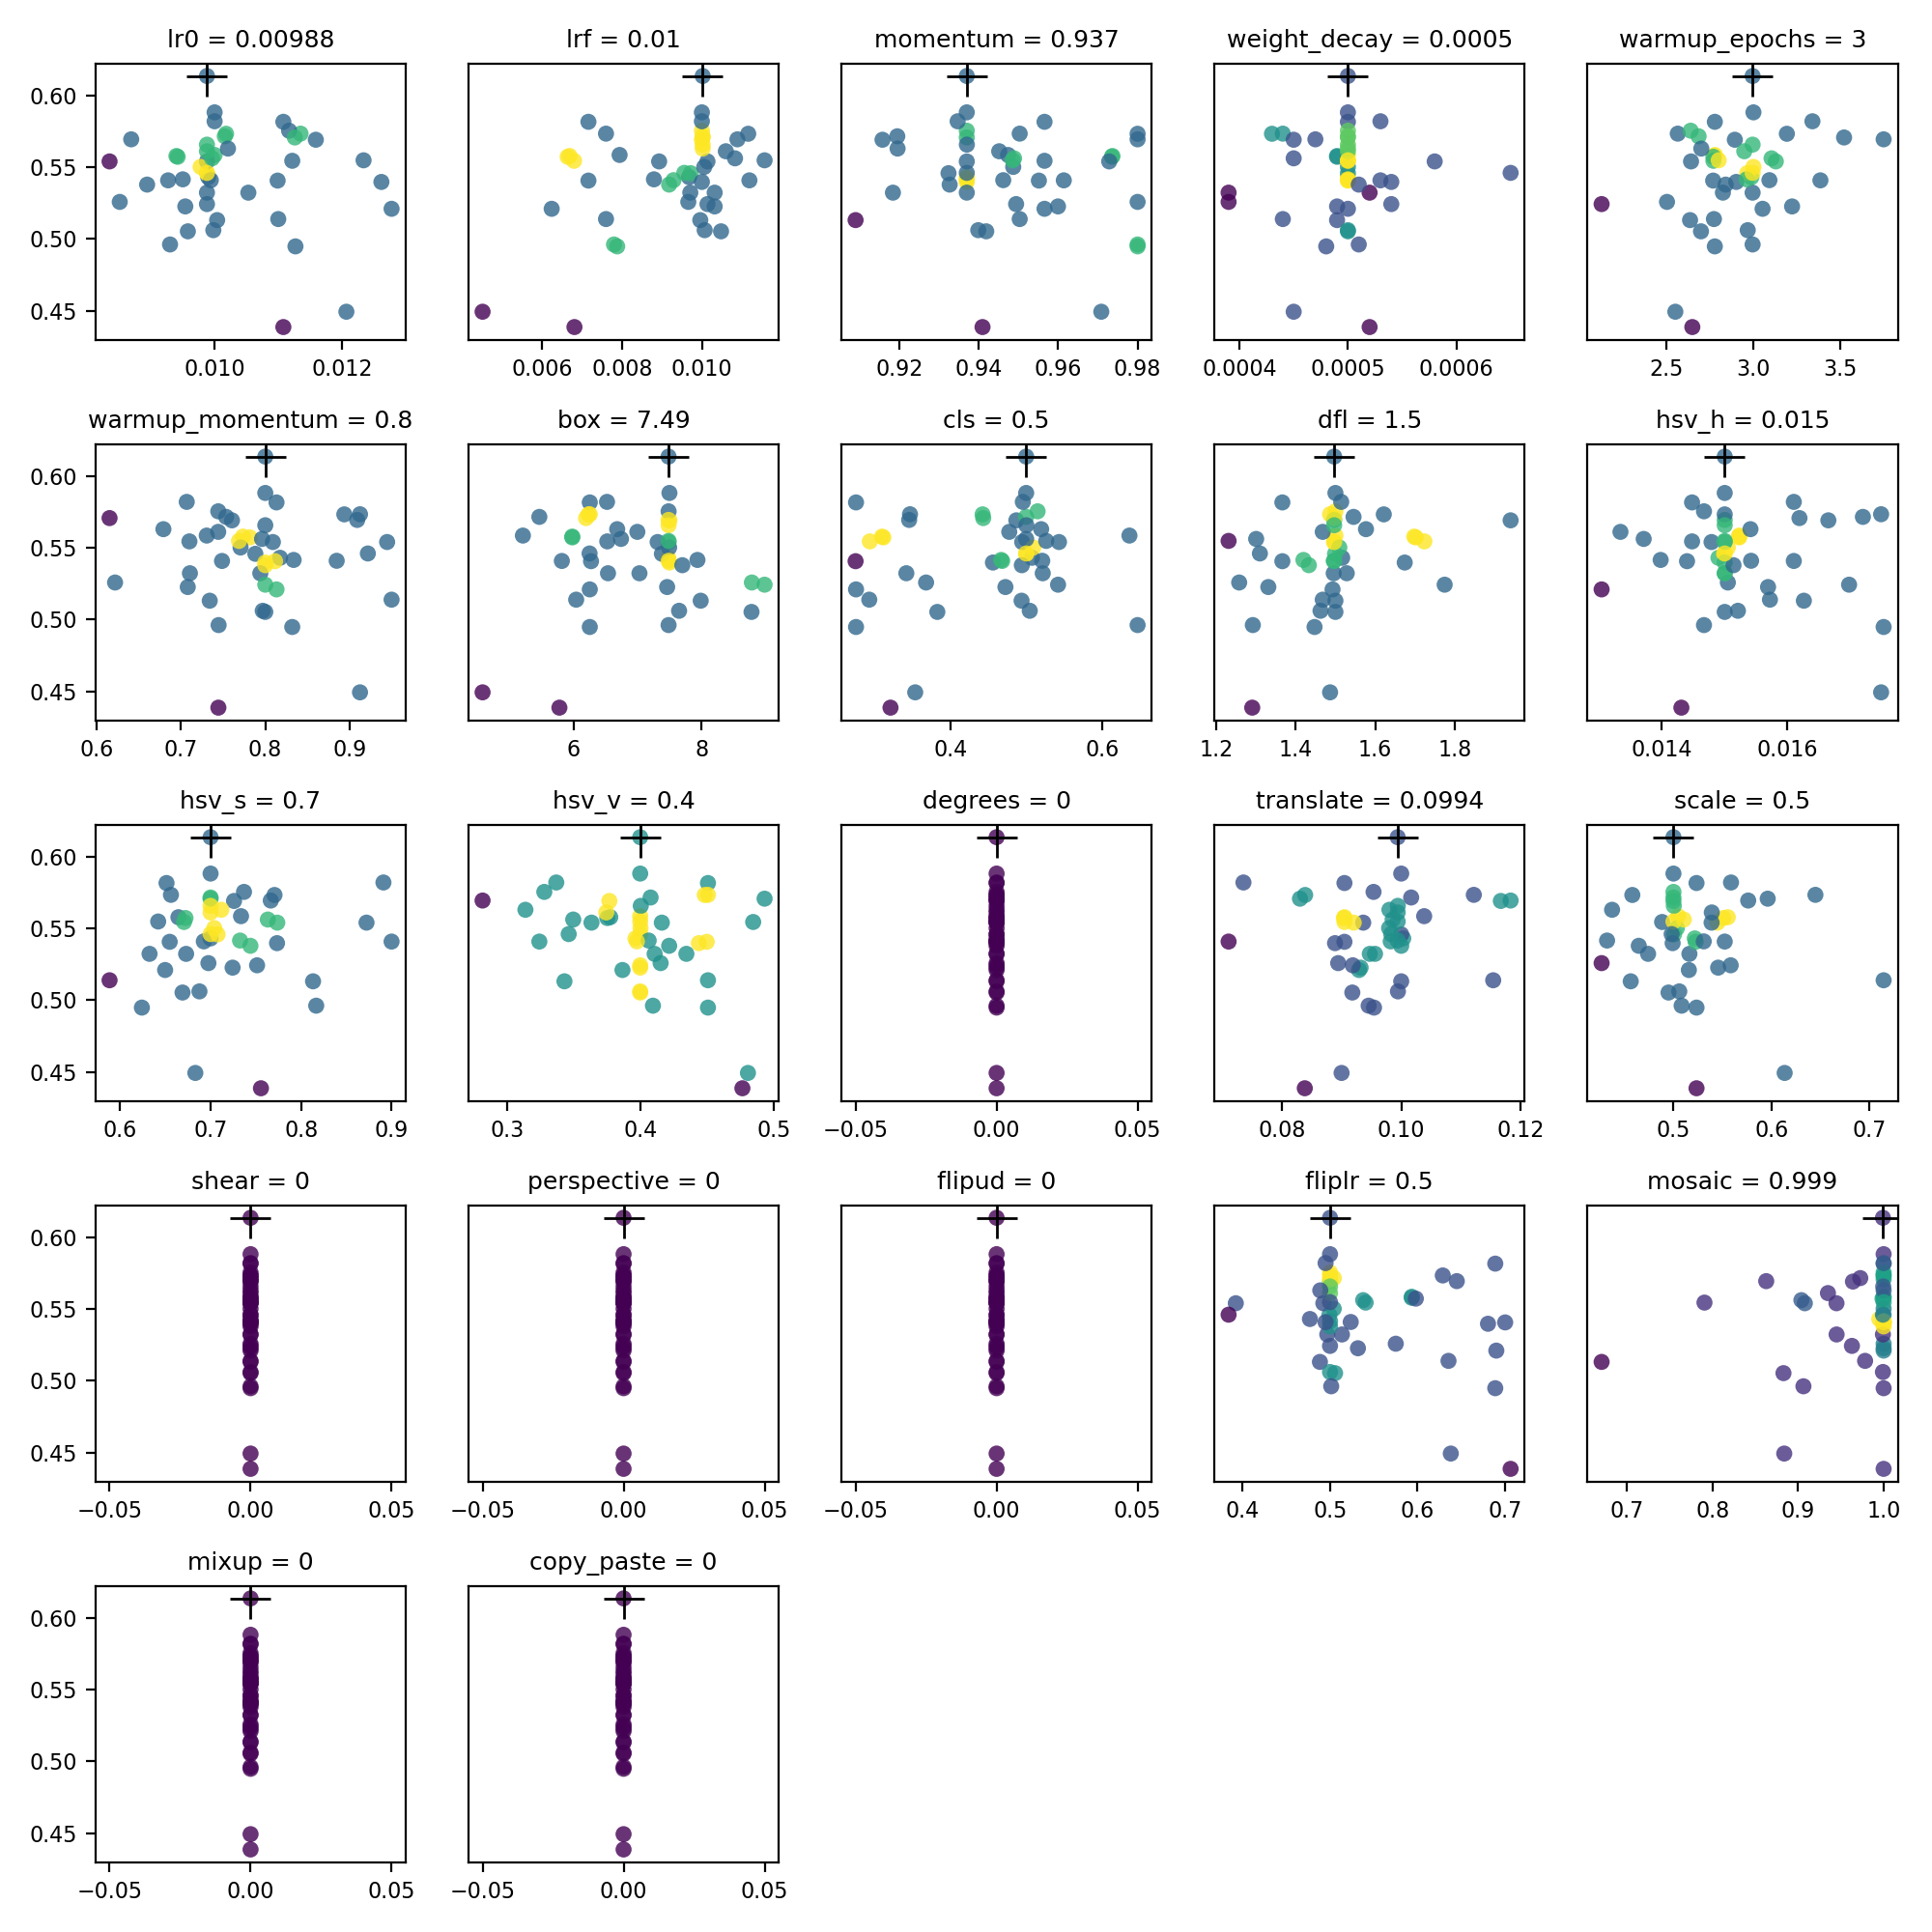 lr0 = 0.00988 lrf = 0.01 momentum = 0.937 weight_decay = 0.0005 warmup_epochs = 3
0.60
0.55
0.50
0.45
0.010 0.012 0.006 0.008 0.010 0.92 0.94 0.96 0.98 0.0004 0.0005 0.0006 2.5 3.0 3.5
warmup_momentum = 0.8 box = 7.49 cls = 0.5 dfl = 1.5 hsv_h = 0.015
0.60
0.55
0.50
0.45
0.6 0.7 0.8 0.9 6 8 0.4 0.6 1.2 1.4 1.6 1.8 0.014 0.016
hsv_s = 0.7 hsv_v = 0.4 degrees = 0 translate = 0.0994 scale = 0.5
0.60
0.55
0.50
0.45
0.6 0.7 0.8 0.9 0.3 0.4 0.5 −0.05 0.00 0.05 0.08 0.10 0.12 0.5 0.6 0.7
shear = 0 perspective = 0 flipud = 0 fliplr = 0.5 mosaic = 0.999
0.60
0.55
0.50
0.45
−0.05 0.00 0.05 −0.05 0.00 0.05 −0.05 0.00 0.05 0.4 0.5 0.6 0.7 0.7 0.8 0.9 1.0
mixup = 0 copy_paste = 0
0.60
0.55
0.50
0.45
−0.05 0.00 0.05 −0.05 0.00 0.05